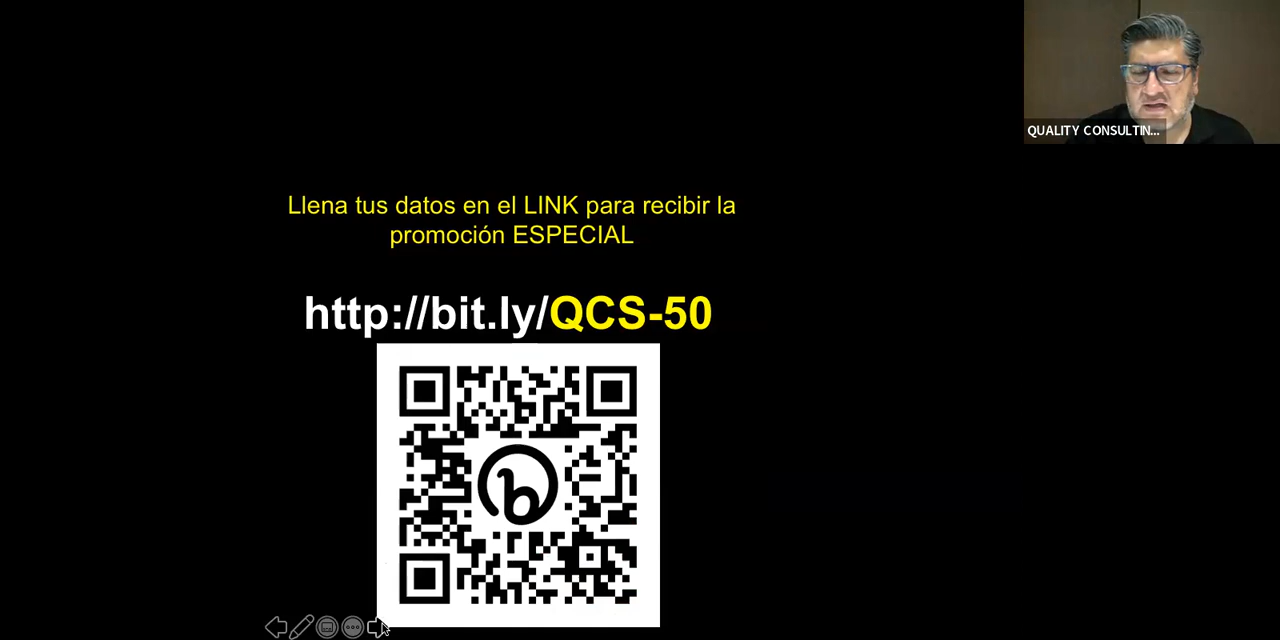 QUALITY CONSULTIN...
Llena tus datos en el LINK para recibir la
promoción ESPECIAL
http://bit.ly/QCS-50